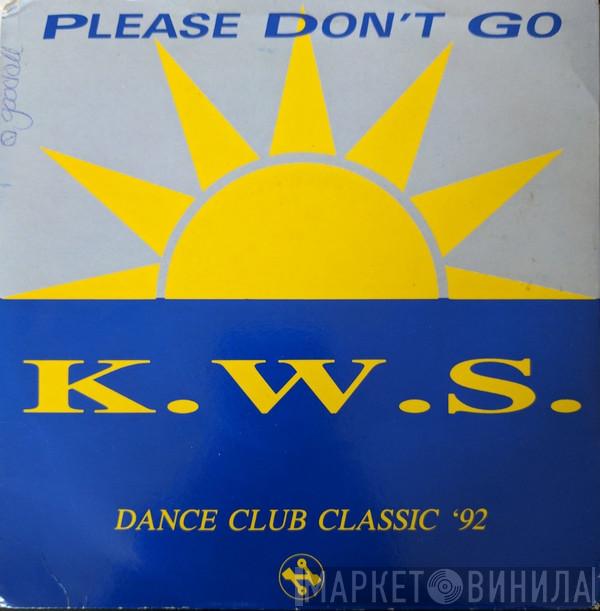 PLEASE DON'T GO
K.W.S.
DANCE CLUB CLASSIC '92
МАРКЕТ ВИНИЛА